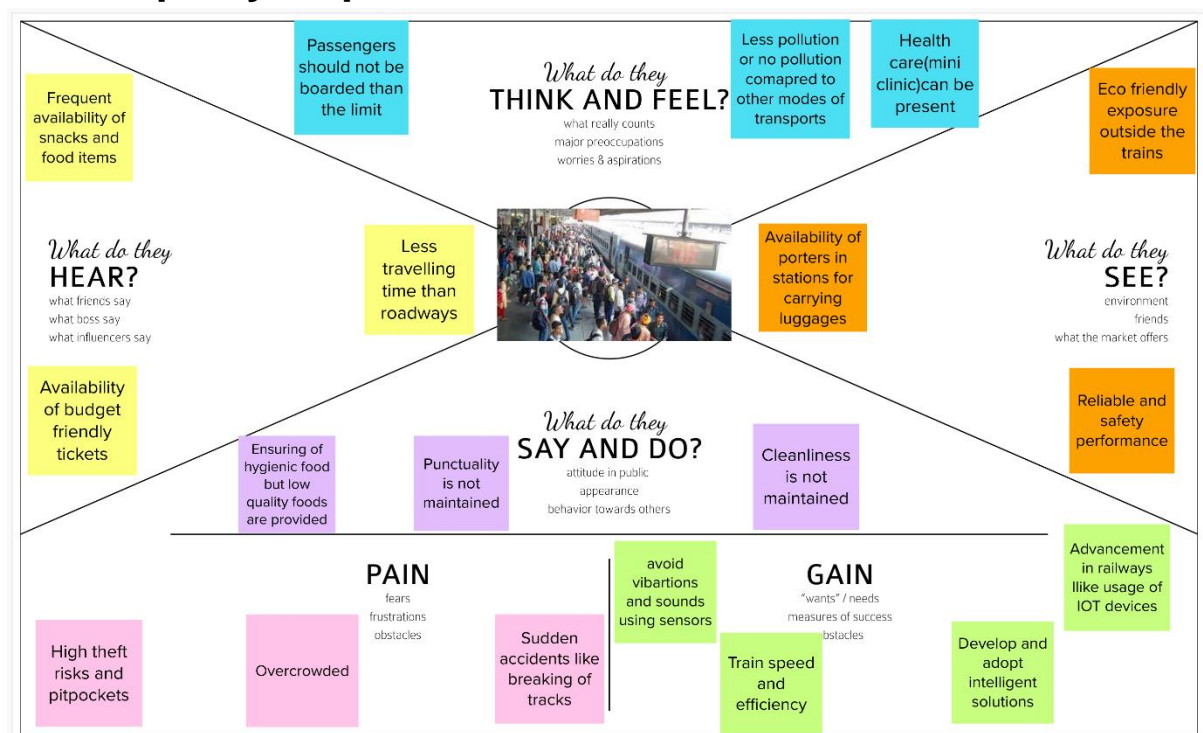 Passengers
should not be
boarded than
the limit
What do they
THINK AND FEEL?
what really counts
major preoccupations
worries & aspirations
Less pollution
or no pollution
comapred to
other modes of
transports
Health
care(mini
clinic)can be
present
Frequent
availability of
snacks and
food items
Eco friendly
exposure
outside the
trains
What do they
HEAR?
what friends say
what boss say
what influencers say
Less
travelling
time than
roadways
Availability of
porters in
stations for
carrying
luggages
What do they
SEE?
environment
friends
what the market offers
Availability
of budget
friendly
tickets
Reliable and
safety
performance
What do they
SAY AND DO?
attitude in public
appearance
behavior towards others
Ensuring of
hygienic food
but low
quality foods
are provided
Punctuality
is not
maintained
Cleanliness
is not
maintained
PAIN
fears
frustrations
obstacles
High theft
risks and
pitpockets
Overcrowded
Sudden
accidents like
breaking of
tracks
avoid
vibartions
and sounds
using sensors
GAIN
"wants" / needs
measures of success
obstacles
Train speed
and
efficiency
Develop and
adopt
intelligent
solutions
Advancement
in railways
llike usage of
IOT devices